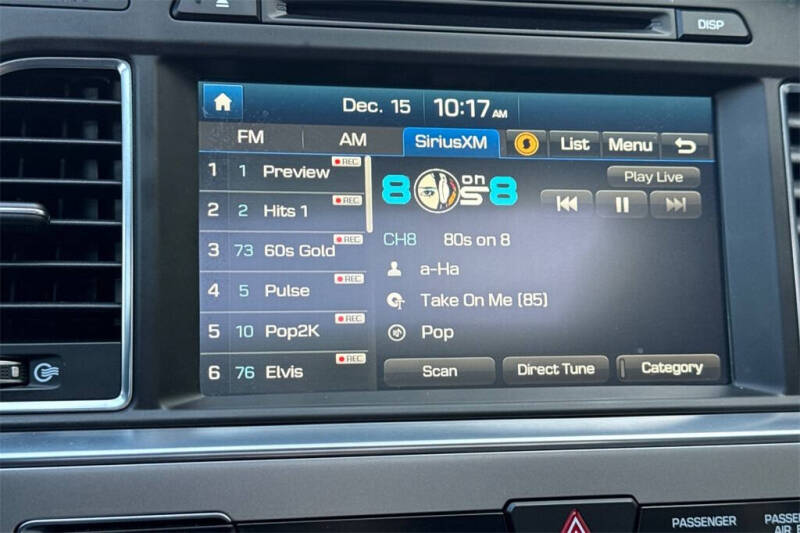 DISP
Dec. 15 10:17 AM
FM AM SiriusXM List Menu
1 1 Preview REC
2 2 Hits 1 REC
3 73 60s Gold REC
4 5 Pulse REC
5 10 Pop2K REC
6 76 Elvis REC
8 on 8
Play Live
CH8 80s on 8
a-Ha
Take On Me (85)
Pop
Scan Direct Tune Category
PASSENGER